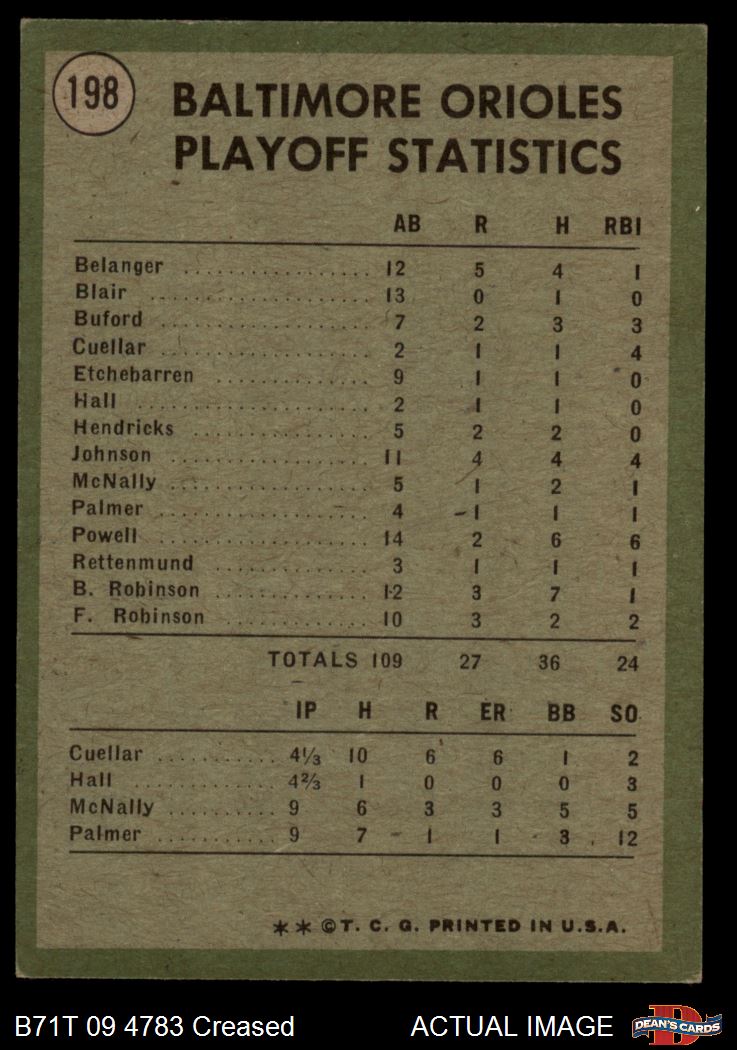 198
BALTIMORE ORIOLES
PLAYOFF STATISTICS
AB R H RBI
Belanger ................ 12 5 4 1
Blair ................ 13 0 1 0
Buford ................ 7 2 3 3
Cuellar ................ 2 1 1 4
Etchebarren ............ 9 1 1 0
Hall ................ 2 1 1 0
Hendricks ............. 5 2 2 0
Johnson ............... 11 4 4 4
McNally ............... 5 1 2 1
Palmer ................ 4 1 1 1
Powell ................ 14 2 6 6
Rettenmund ............ 3 1 1 1
B. Robinson ............ 12 3 7 1
F. Robinson ............ 10 3 2 2
TOTALS 109 27 36 24
IP H R ER BB SO
Cuellar ........... 4⅓ 10 6 6 1 2
Hall ............ 4⅔ 1 0 0 0 3
McNally .......... 9 6 3 3 5 5
Palmer ........... 9 7 1 1 3 12
** ©T. C. G. PRINTED IN U.S.A.
B71T 09 4783 Creased ACTUAL IMAGE
D
DEAN'S CARDS